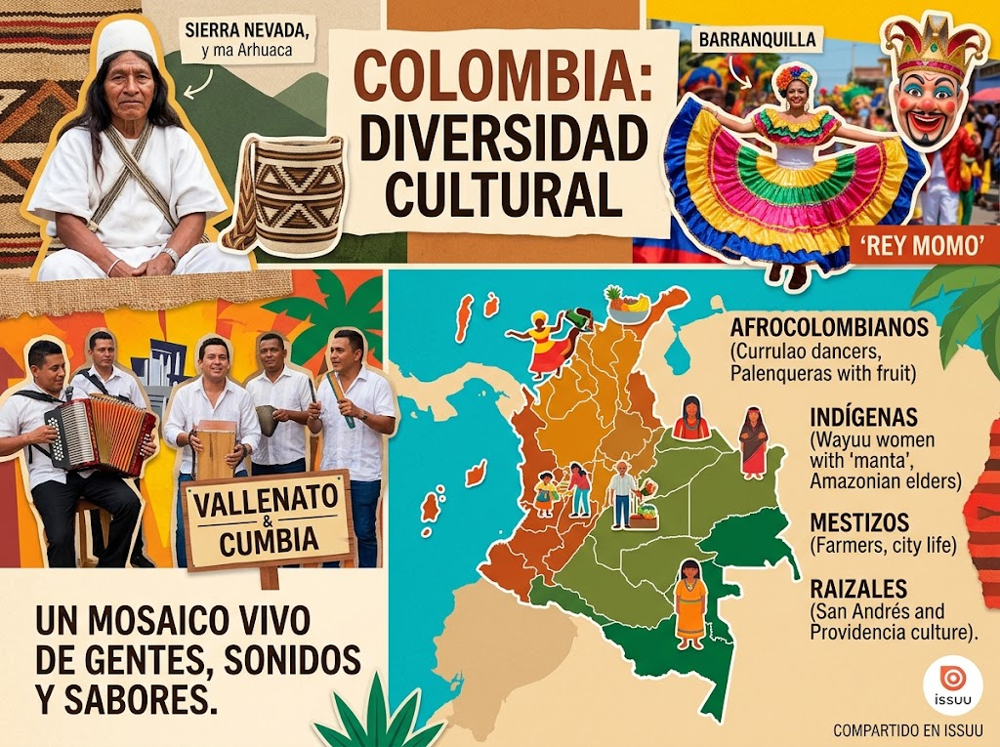 SIERRA NEVADA,
y ma Arhuaca
COLOMBIA:
DIVERSIDAD
CULTURAL
BARRANQUILLA
'REY MOMO'
VALLENATO
&
CUMBIA
UN MOSAICO VIVO
DE GENTES, SONIDOS
Y SABORES.
AFROCOLOMBIANOS
(Currulao dancers,
Palenqueras with fruit)
INDÍGENAS
(Wayuu women
with 'manta',
Amazonian elders)
MESTIZOS
(Farmers, city life)
RAIZALES
(San Andrés and
Providencia culture).
issuu
COMPARTIDO EN ISSUU